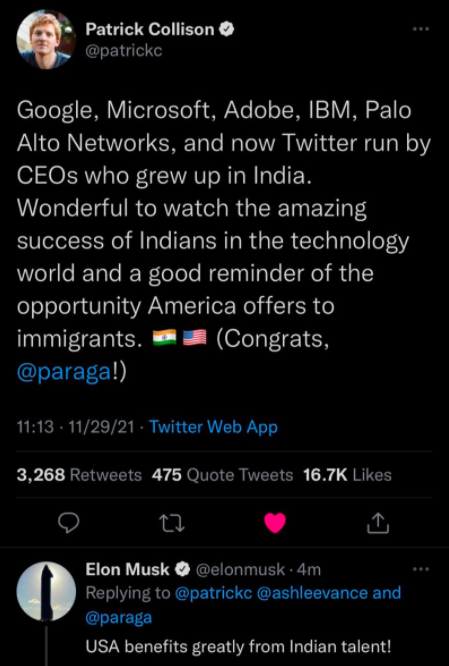 Patrick Collison
@patrickc
Google, Microsoft, Adobe, IBM, Palo
Alto Networks, and now Twitter run by
CEOs who grew up in India.
Wonderful to watch the amazing
success of Indians in the technology
world and a good reminder of the
opportunity America offers to
immigrants. 🇮🇳 🇺🇸 (Congrats,
@paraga!)
11:13 · 11/29/21 · Twitter Web App
3,268 Retweets 475 Quote Tweets 16.7K Likes
Elon Musk @elonmusk · 4m
Replying to @patrickc @ashleevance and
@paraga
USA benefits greatly from Indian talent!